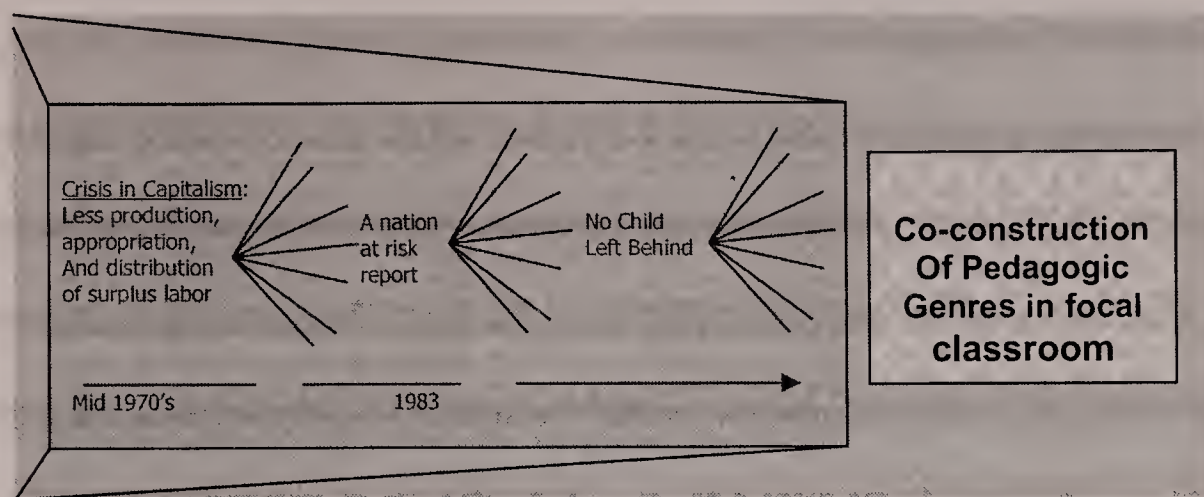 Crisis in Capitalism:
Less production,
appropriation,
And distribution
of surplus labor
A nation
at risk
report
No Child
Left Behind
Mid 1970's
1983
Co-construction
Of Pedagogic
Genres in focal
classroom